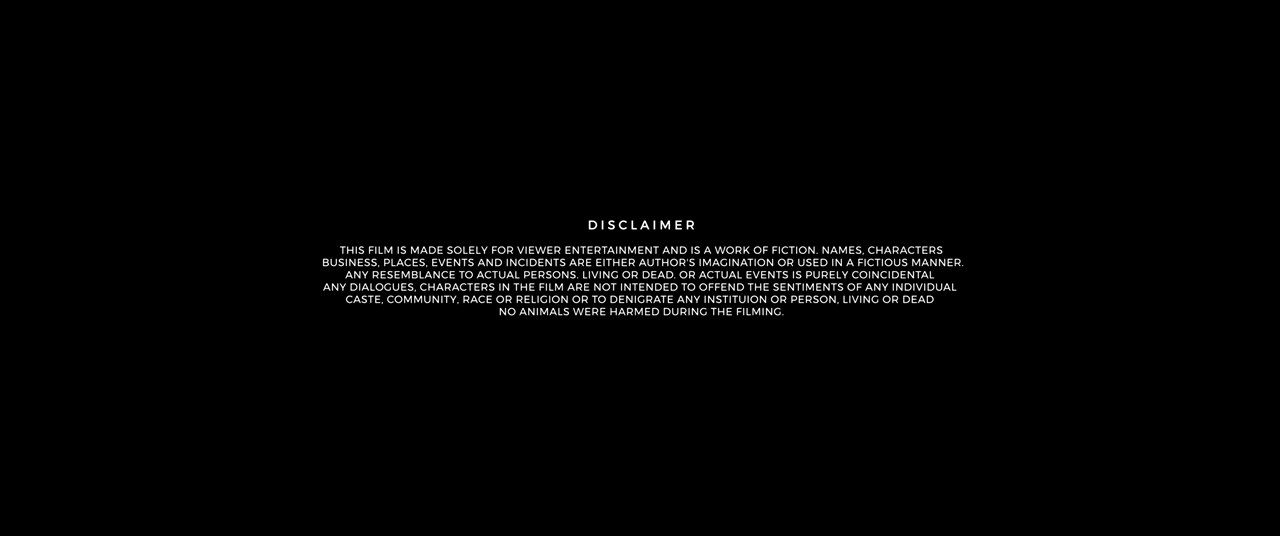 DISCLAIMER
THIS FILM IS MADE SOLELY FOR VIEWER ENTERTAINMENT AND IS A WORK OF FICTION. NAMES, CHARACTERS
BUSINESS, PLACES, EVENTS AND INCIDENTS ARE EITHER AUTHOR'S IMAGINATION OR USED IN A FICTIOUS MANNER.
ANY RESEMBLANCE TO ACTUAL PERSONS. LIVING OR DEAD. OR ACTUAL EVENTS IS PURELY COINCIDENTAL
ANY DIALOGUES, CHARACTERS IN THE FILM ARE NOT INTENDED TO OFFEND THE SENTIMENTS OF ANY INDIVIDUAL
CASTE, COMMUNITY, RACE OR RELIGION OR TO DENIGRATE ANY INSTITUION OR PERSON, LIVING OR DEAD
NO ANIMALS WERE HARMED DURING THE FILMING.